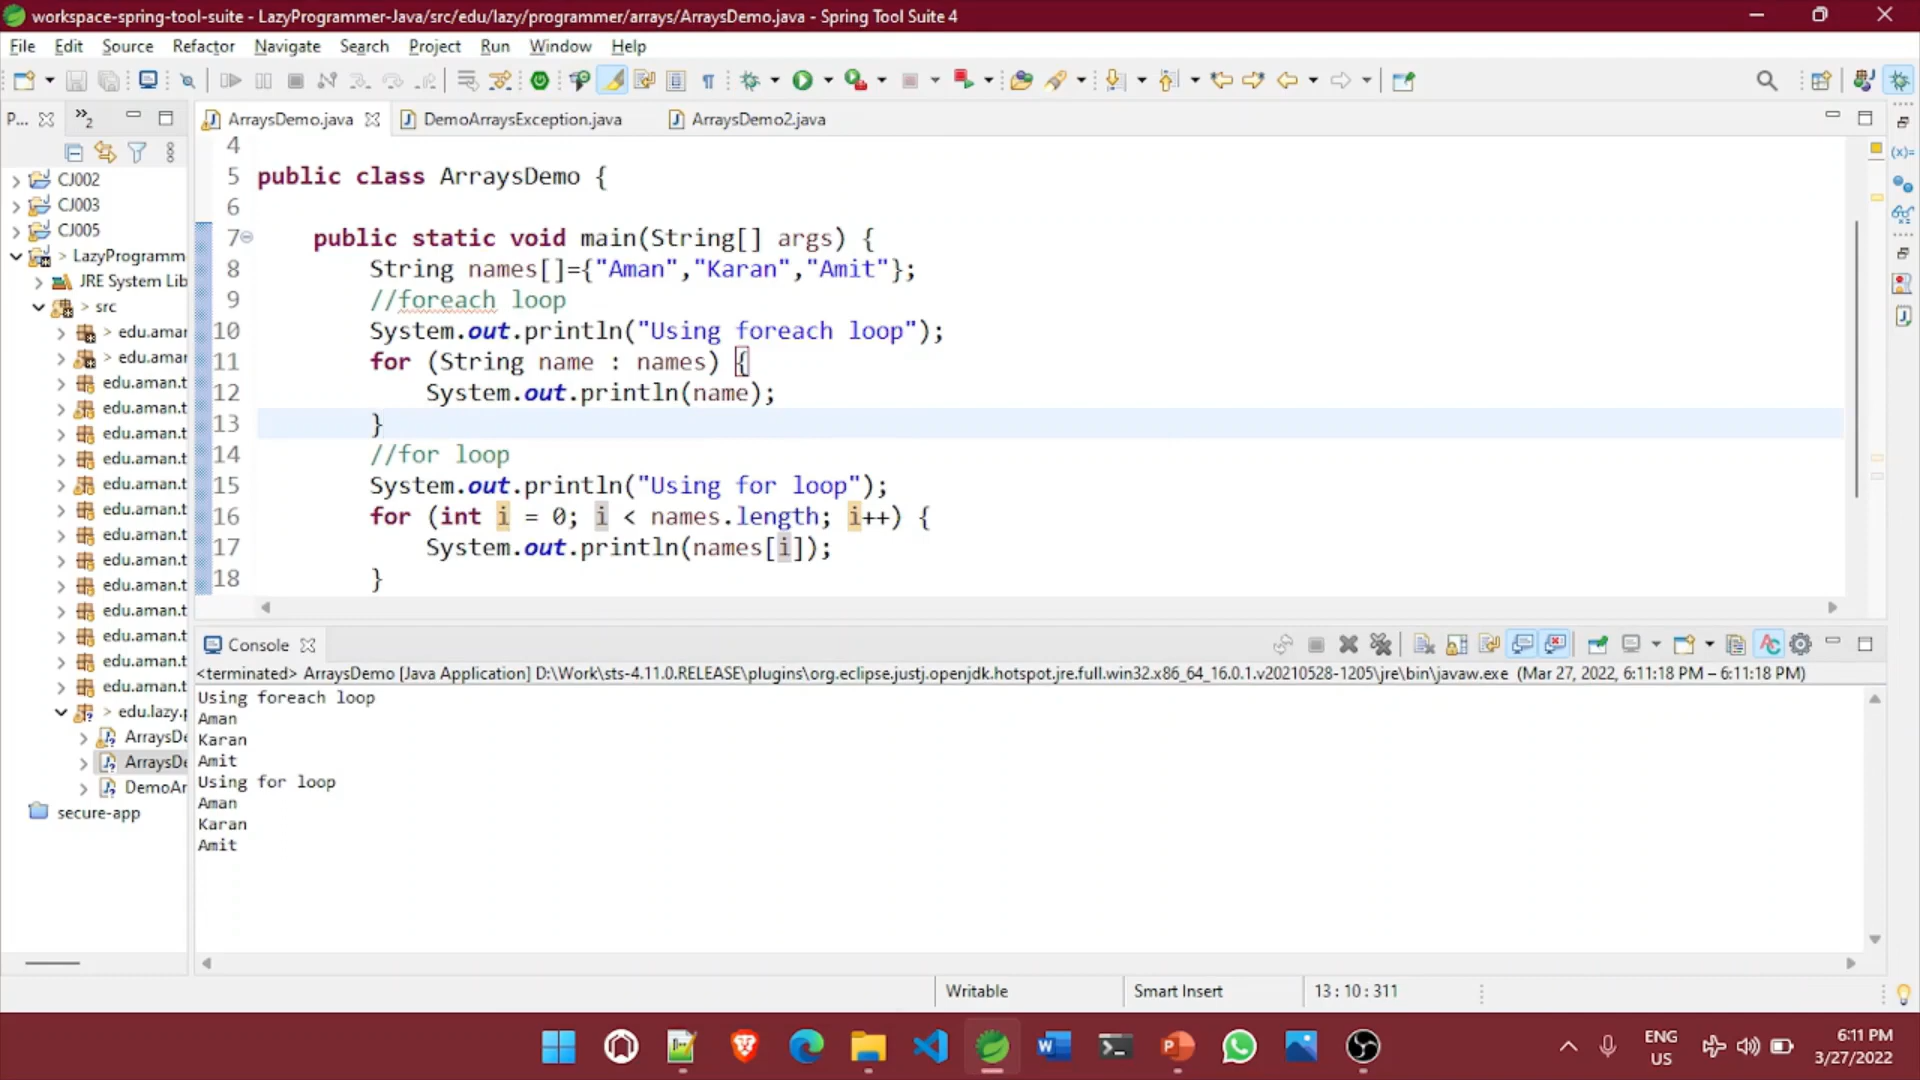 workspace-spring-tool-suite - LazyProgrammer-Java/src/edu/lazy/programmer/arrays/ArraysDemo.java - Spring Tool Suite 4
File Edit Source Refactor Navigate Search Project Run Window Help
P... »2
ArraysDemo.java DemoArraysException.java ArraysDemo2.java
CJ002
CJ003
CJ005
> LazyProgramm
JRE System Lib
> src
> edu.aman
> edu.aman
edu.aman.t
edu.aman.t
edu.aman.t
edu.aman.t
edu.aman.t
edu.aman.t
edu.aman.t
edu.aman.t
edu.aman.t
edu.aman.t
edu.aman.t
edu.aman.t
edu.aman.t
> edu.lazy.p
ArraysDe
ArraysDe
DemoAr
secure-app
4
5 public class ArraysDemo {
6
7 public static void main(String[] args) {
8 String names[]={"Aman","Karan","Amit"};
9 //foreach loop
10 System.out.println("Using foreach loop");
11 for (String name : names) {
12 System.out.println(name);
13 }
14 //for loop
15 System.out.println("Using for loop");
16 for (int i = 0; i < names.length; i++) {
17 System.out.println(names[i]);
18 }
Console
<terminated> ArraysDemo [Java Application] D:\Work\sts-4.11.0.RELEASE\plugins\org.eclipse.justj.openjdk.hotspot.jre.full.win32.x86_64_16.0.1.v20210528-1205\jre\bin\javaw.exe (Mar 27, 2022, 6:11:18 PM – 6:11:18 PM)
Using foreach loop
Aman
Karan
Amit
Using for loop
Aman
Karan
Amit
Writable Smart Insert 13 : 10 : 311
ENG
US
6:11 PM
3/27/2022